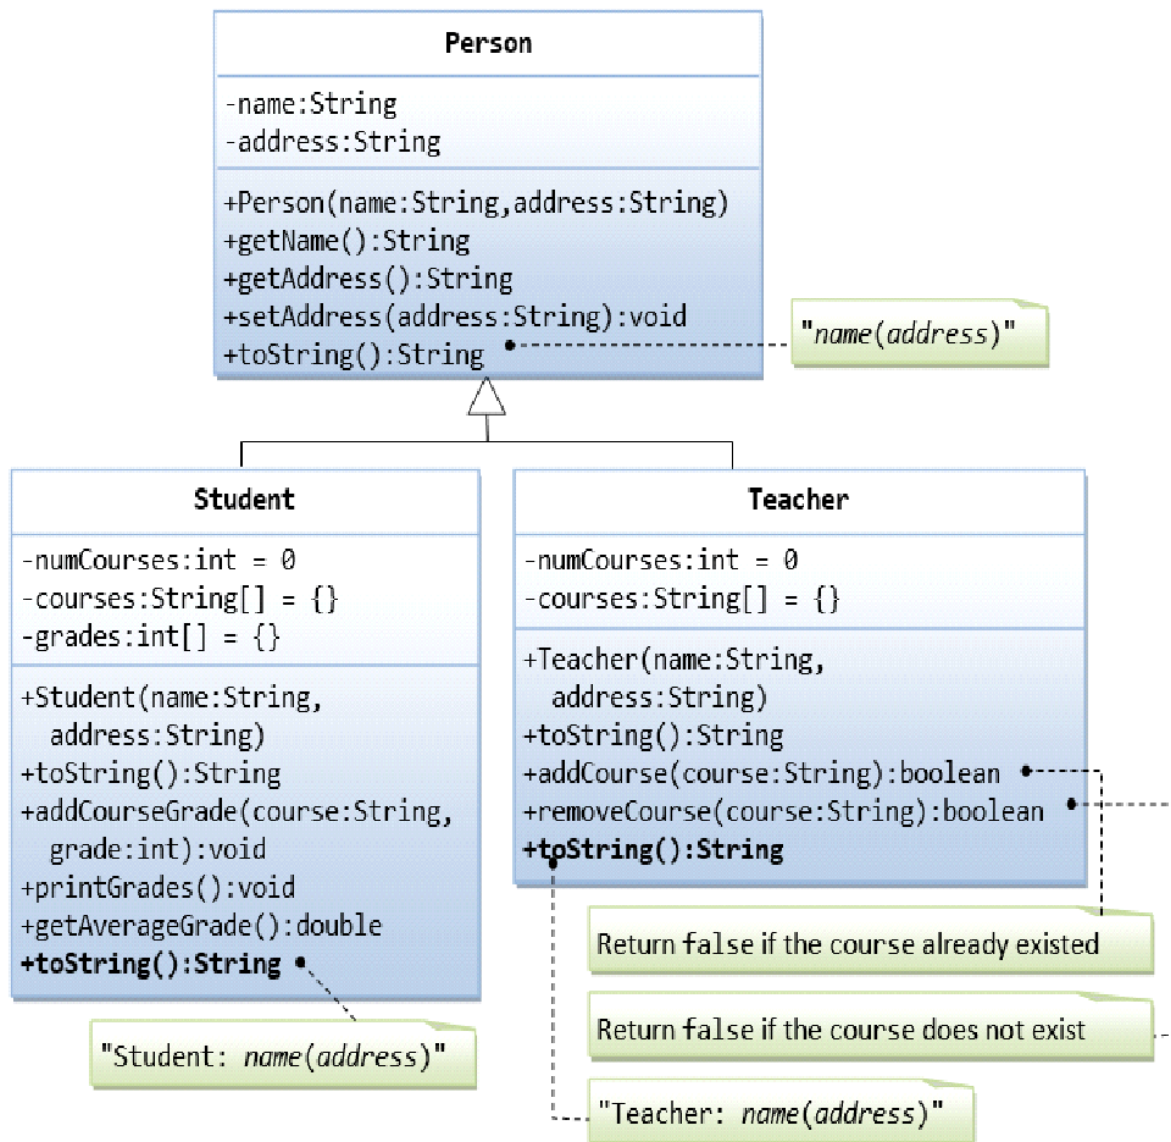 Person
-name:String
-address:String
+Person(name:String,address:String)
+getName():String
+getAddress():String
+setAddress(address:String):void
+toString():String
"name(address)"
Student
-numCourses:int = 0
-courses:String[] = {}
-grades:int[] = {}
+Student(name:String,
address:String)
+toString():String
+addCourseGrade(course:String,
grade:int):void
+printGrades():void
+getAverageGrade():double
+toString():String
"Student: name(address)"
Teacher
-numCourses:int = 0
-courses:String[] = {}
+Teacher(name:String,
address:String)
+toString():String
+addCourse(course:String):boolean
+removeCourse(course:String):boolean
+toString():String
Return false if the course already existed
Return false if the course does not exist
"Teacher: name(address)"